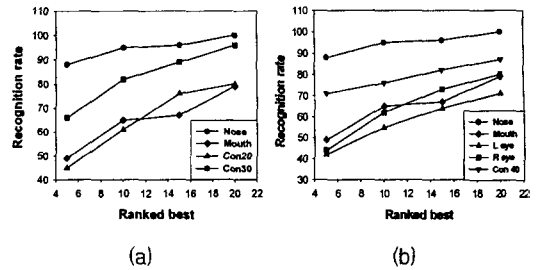 110
100
90
80
70
60
50
40
Recognition rate
4 6 8 10 12 14 16 18 20 22
Ranked best
Nose
Mouth
Con20
Con30
(a)
110
100
90
80
70
60
50
40
30
Recognition rate
4 6 8 10 12 14 16 18 20 22
Ranked best
Nose
Mouth
L eye
R eye
Con 40
(b)